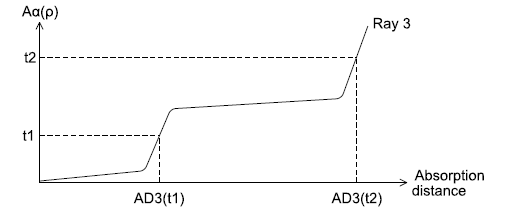 Aα(ρ)
Ray 3
t2
t1
Absorption
distance
AD3(t1)
AD3(t2)